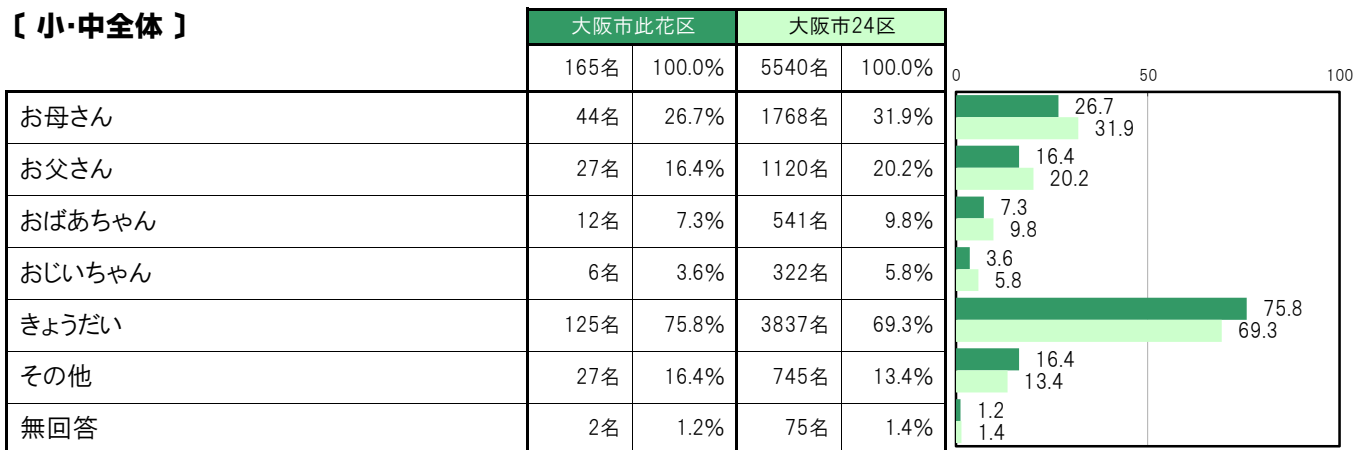 〔 小・中全体 〕
大阪市此花区 大阪市24区
165名 100.0% 5540名 100.0%
0 50 100
お母さん 44名 26.7% 1768名 31.9%
26.7
31.9
お父さん 27名 16.4% 1120名 20.2%
16.4
20.2
おばあちゃん 12名 7.3% 541名 9.8%
7.3
9.8
おじいちゃん 6名 3.6% 322名 5.8%
3.6
5.8
きょうだい 125名 75.8% 3837名 69.3%
75.8
69.3
その他 27名 16.4% 745名 13.4%
16.4
13.4
無回答 2名 1.2% 75名 1.4%
1.2
1.4